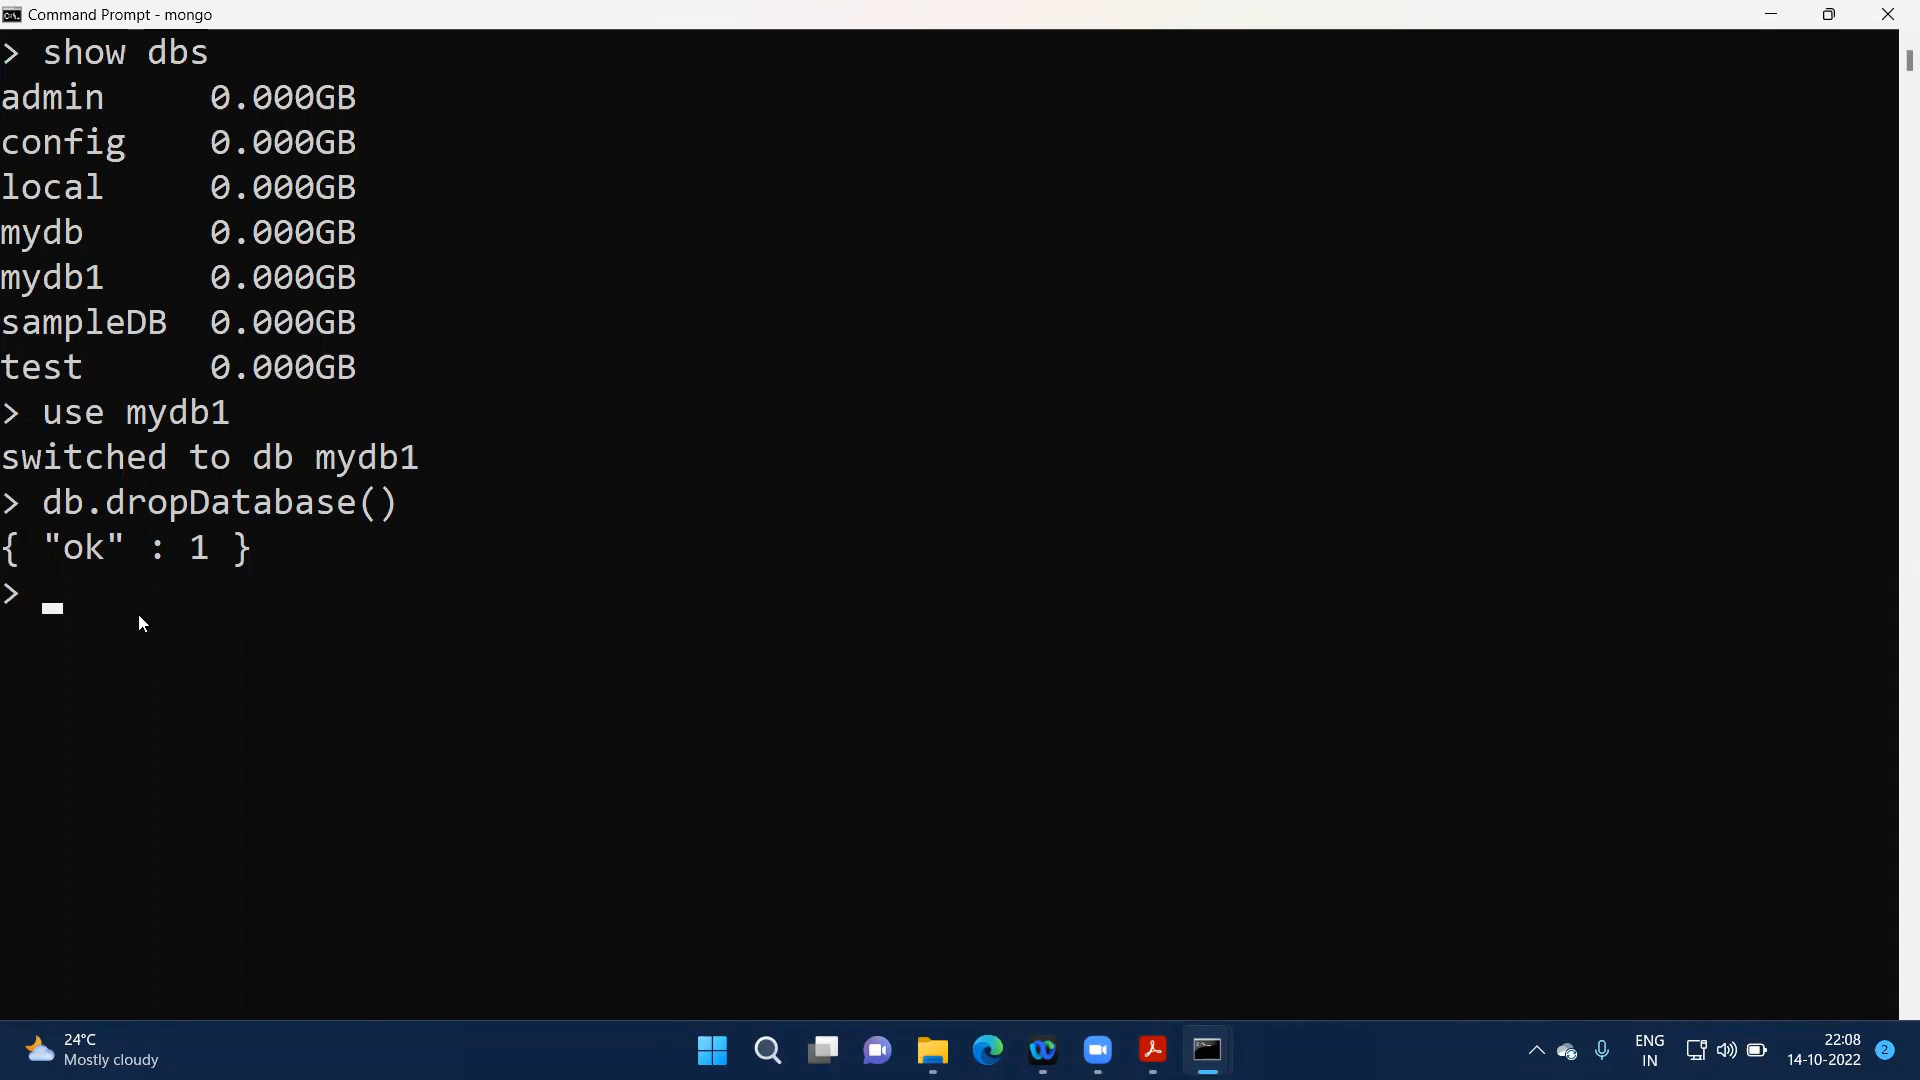 Command Prompt - mongo
> show dbs
admin     0.000GB
config    0.000GB
local     0.000GB
mydb      0.000GB
mydb1     0.000GB
sampleDB  0.000GB
test      0.000GB
> use mydb1
switched to db mydb1
> db.dropDatabase()
{ "ok" : 1 }
>
24°C
Mostly cloudy
ENG
IN
22:08
14-10-2022
2